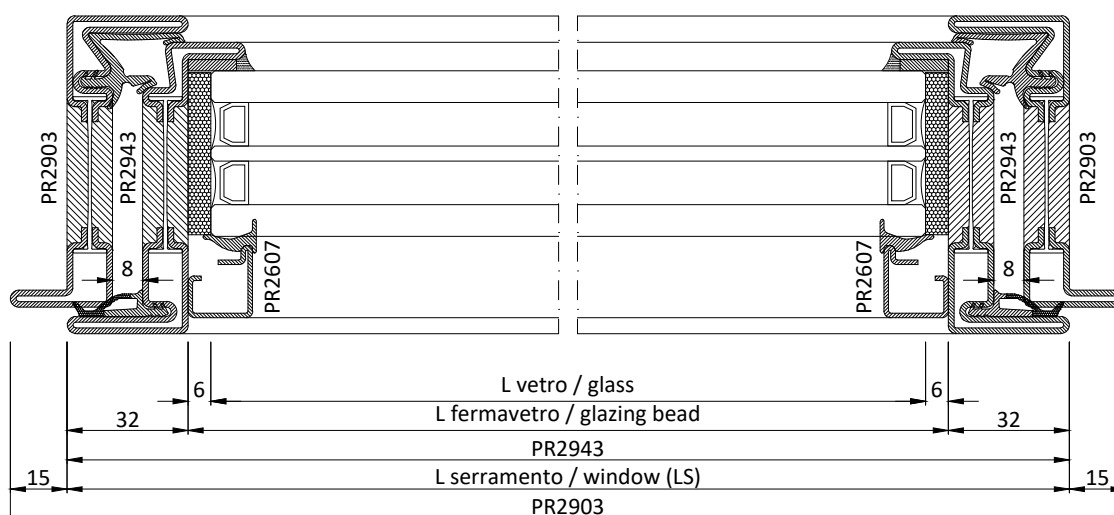 PR2903
PR2943
PR2943
PR2903
PR2607
PR2607
8
8
6
L vetro / glass
6
32
L fermavetro / glazing bead
32
PR2943
15
L serramento / window (LS)
15
PR2903